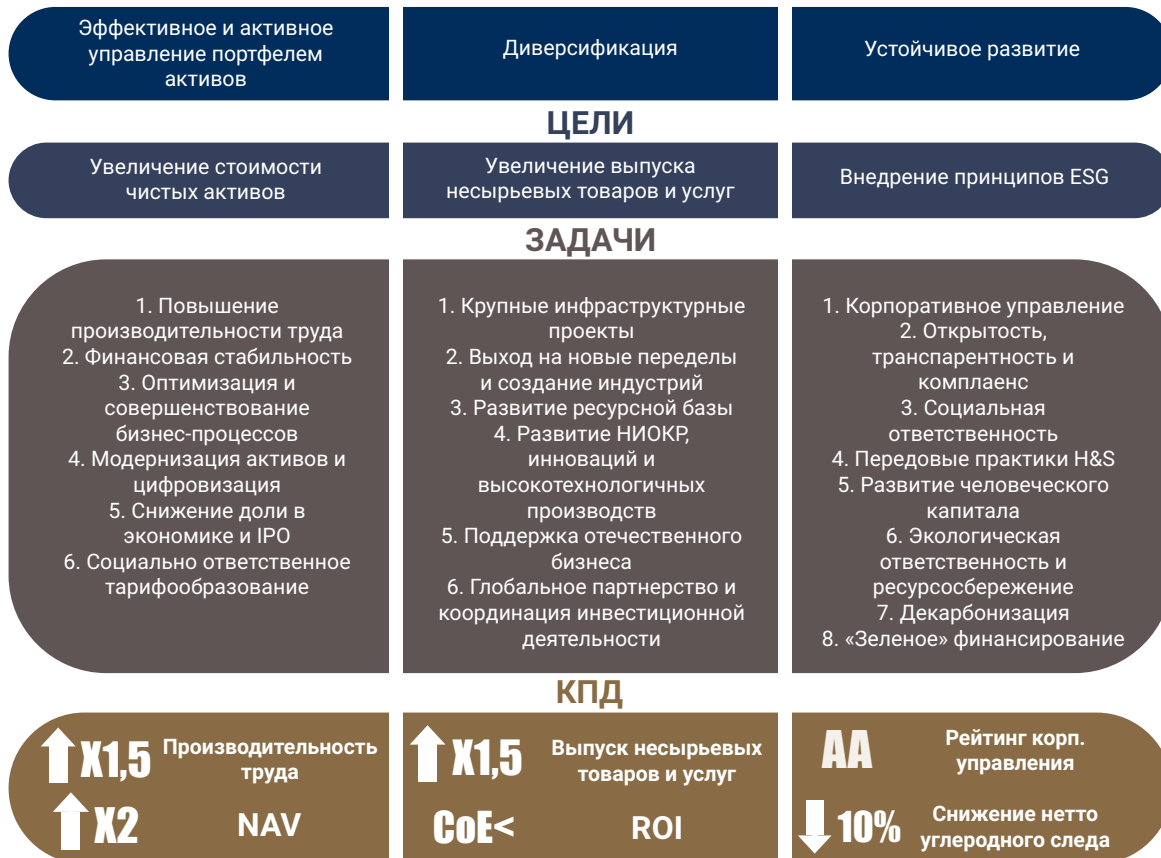 Эффективное и активное
управление портфелем
активов
Диверсификация
Устойчивое развитие
ЦЕЛИ
Увеличение стоимости
чистых активов
Увеличение выпуска
несырьевых товаров и услуг
Внедрение принципов ESG
ЗАДАЧИ
1. Повышение
производительности труда
2. Финансовая стабильность
3. Оптимизация и
совершенствование
бизнес-процессов
4. Модернизация активов и
цифровизация
5. Снижение доли в
экономике и IPO
6. Социально ответственное
тарифообразование
1. Крупные инфраструктурные
проекты
2. Выход на новые переделы
и создание индустрий
3. Развитие ресурсной базы
4. Развитие НИОКР,
инноваций и
высокотехнологичных
производств
5. Поддержка отечественного
бизнеса
6. Глобальное партнерство и
координация инвестиционной
деятельности
1. Корпоративное управление
2. Открытость,
транспарентность и
комплаенс
3. Социальная
ответственность
4. Передовые практики H&S
5. Развитие человеческого
капитала
6. Экологическая
ответственность и
ресурсосбережение
7. Декарбонизация
8. «Зеленое» финансирование
КПД
X1,5
Производительность
труда
X2
NAV
X1,5
Выпуск несырьевых
товаров и услуг
CoE<
ROI
AA
Рейтинг корп.
управления
10%
Снижение нетто
углеродного следа